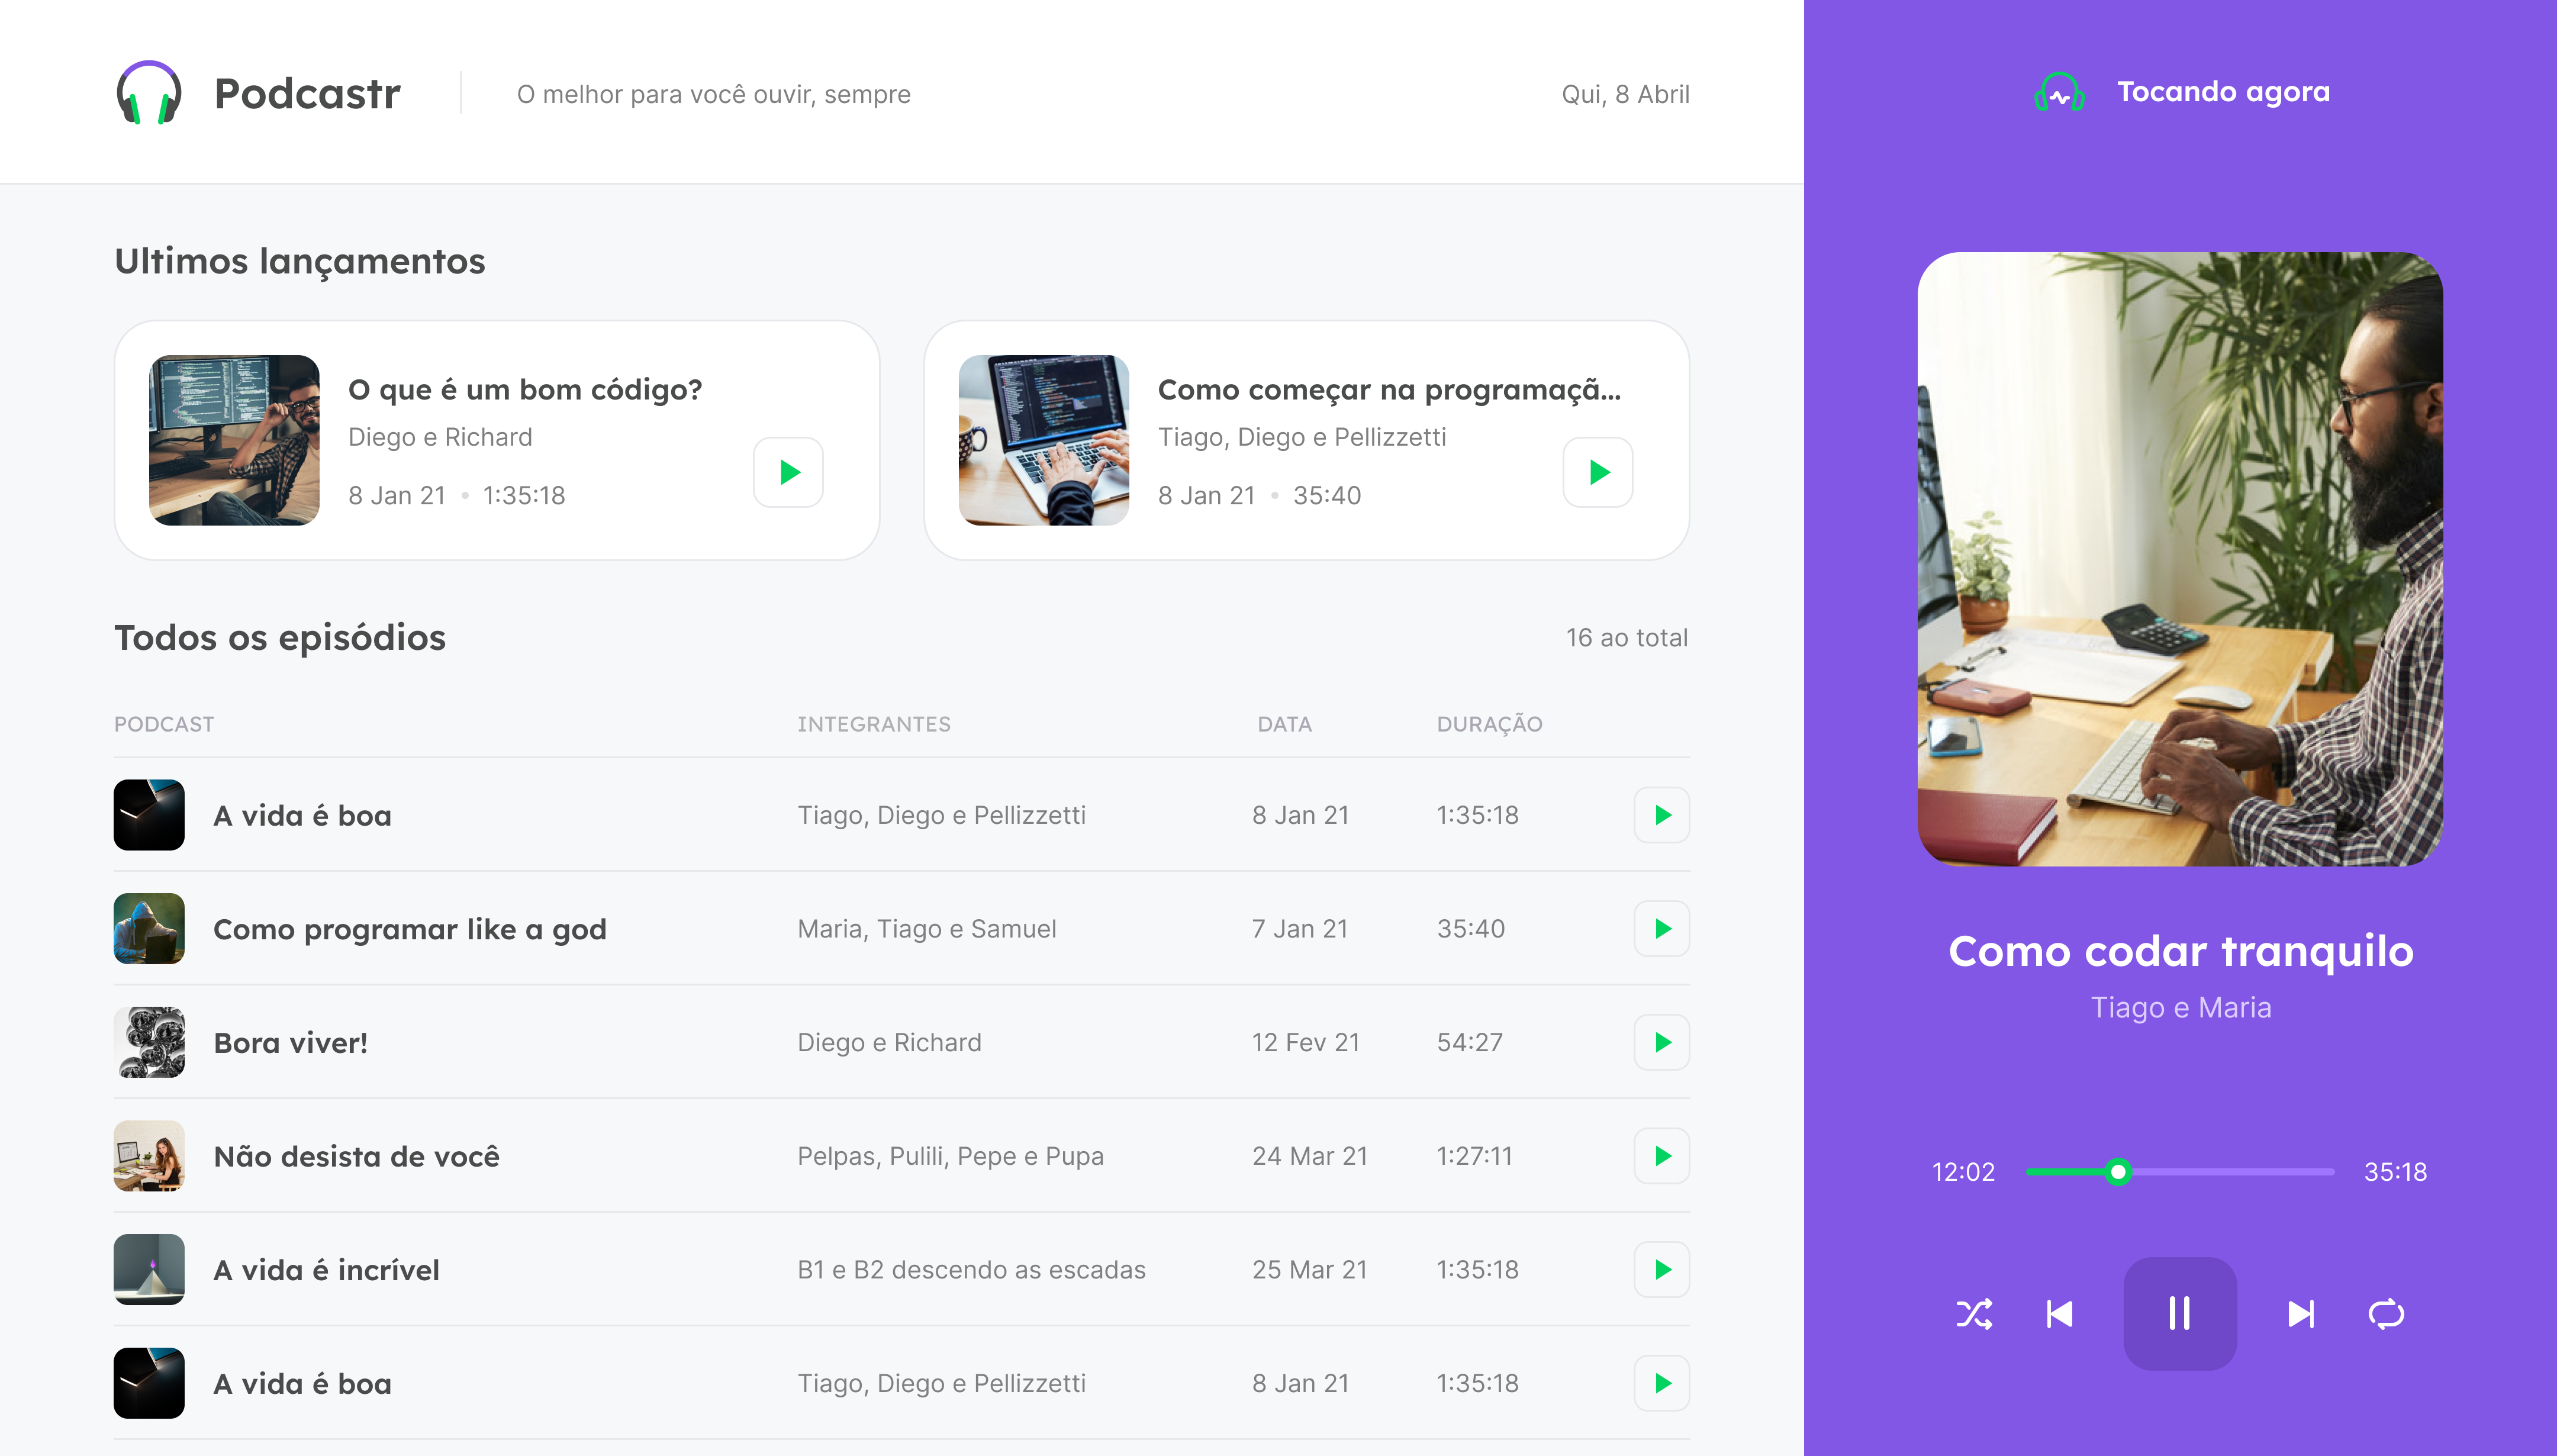 Podcastr
O melhor para você ouvir, sempre
Qui, 8 Abril
Ultimos lançamentos
O que é um bom código?
Diego e Richard
8 Jan 21 • 1:35:18
Como começar na programaçã...
Tiago, Diego e Pellizzetti
8 Jan 21 • 35:40
Todos os episódios
16 ao total
PODCAST INTEGRANTES DATA DURAÇÃO
A vida é boa Tiago, Diego e Pellizzetti 8 Jan 21 1:35:18
Como programar like a god Maria, Tiago e Samuel 7 Jan 21 35:40
Bora viver! Diego e Richard 12 Fev 21 54:27
Não desista de você Pelpas, Pulili, Pepe e Pupa 24 Mar 21 1:27:11
A vida é incrível B1 e B2 descendo as escadas 25 Mar 21 1:35:18
A vida é boa Tiago, Diego e Pellizzetti 8 Jan 21 1:35:18
Tocando agora
Como codar tranquilo
Tiago e Maria
12:02 35:18